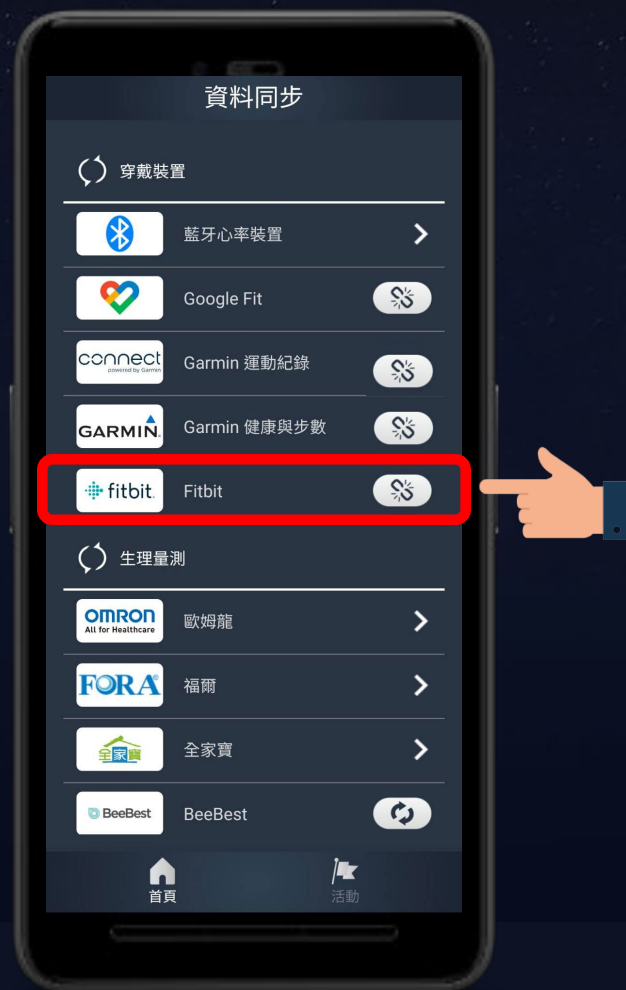 資料同步
穿戴裝置
藍牙心率裝置
Google Fit
connect
powered by Garmin
Garmin 運動紀錄
GARMIN.
Garmin 健康與步數
fitbit.
Fitbit
生理量測
OMRON
All for Healthcare
歐姆龍
FORA
福爾
全家寶
全家寶
BeeBest
BeeBest
首頁
活動